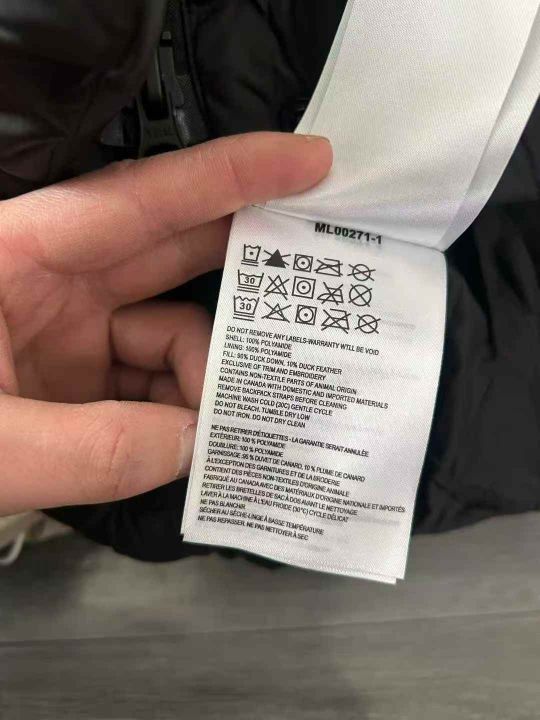 YKK
ML00271-1
30
30
DO NOT REMOVE ANY LABELS-WARRANTY WTLL BE VOID
SHELL: 100% POLYAMIDE
LINING: 100% POLYAMIDE
FILL: 90% DUCK DOWN, 10% DUCK FEATHER
EXCLUSIVE OF TRIM AND EMBROIDERY
CONTAINS NON-TEXTILE PARTS OF ANIMAL ORIGIN
MADE IN CANADA WITH DOMESTIC AND IMPORTED MATERIALS
REMOVE BACKPACK STRAPS BEFORE CLEANING
MACHINE WASH COLD (30C) GENTLE CYCLE
DO NOT BLEACH. TUMBLE DRY LOW
DO NOT IRON. DO NOT DRY CLEAN
NE PAS RETIRER D'ÉTIQUETTES - LA GARANTIE SERAIT ANNULÉE
EXTÉRIEUR: 100 % POLYAMIDE
DOUBLURE: 100 % POLYAMIDE
GARNISSAGE: 90 % DUVET DE CANARD, 10 % PLUME DE CANARD
À L'EXCEPTION DES GARNITURES ET DE LA BRODERIE
CONTENT DES PIÈCES NON-TEXTILES D'ORIGINE ANIMALE
FABRIQUÉ AU CANADA AVEC DES MATÉRIAUX D'ORIGINE NATIONALE ET IMPORTÉS
RETIRER LES BRETELLES DE SAC À DOS AVANT LE NETTOYAGE
LAVER À LA MACHINE À L'EAU FROIDE (30°C) CYCLE DÉLICAT
NE PAS BLANCHIR
SÉCHER AU SÈCHE-LINGE À BASSE TEMPÉRATURE
NE PAS REPASSER. NE PAS NETTOYER À SEC